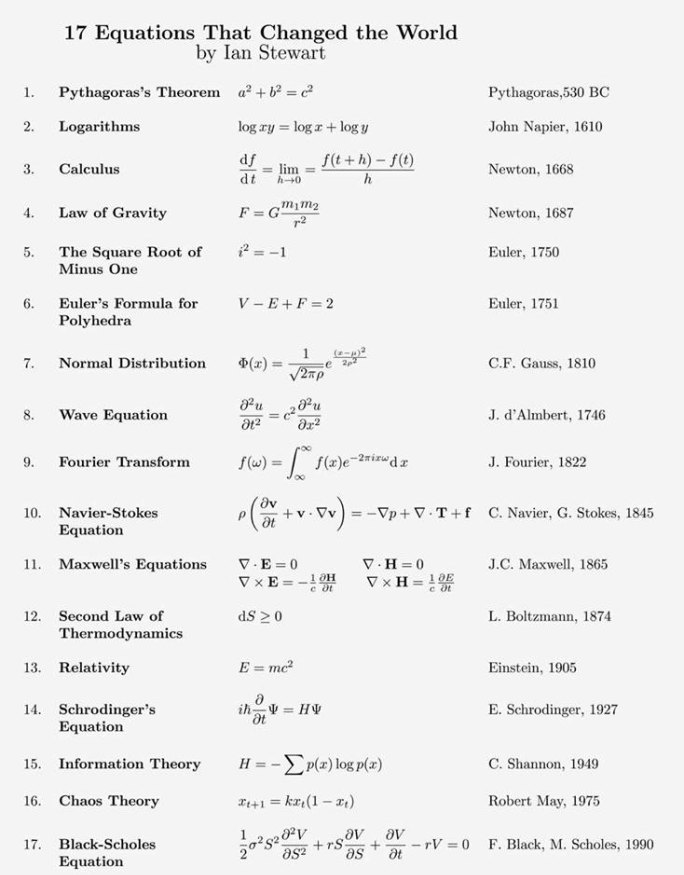 17 Equations That Changed the World
by Ian Stewart
1. Pythagoras's Theorem a² + b² = c² Pythagoras,530 BC
2. Logarithms log xy = log x + log y John Napier, 1610
3. Calculus df/dt = lim h→0 = (f(t + h) − f(t))/h Newton, 1668
4. Law of Gravity F = G m₁m₂/r² Newton, 1687
5. The Square Root of i² = −1 Euler, 1750
Minus One
6. Euler's Formula for V − E + F = 2 Euler, 1751
Polyhedra
7. Normal Distribution Φ(x) = 1/√2πρ e^((x−μ)²/2ρ²) C.F. Gauss, 1810
8. Wave Equation ∂²u/∂t² = c² ∂²u/∂x² J. d'Almbert, 1746
9. Fourier Transform f(ω) = ∫∞^∞ f(x)e^−2πixω dx J. Fourier, 1822
10. Navier-Stokes ρ(∂v/∂t + v · ∇v) = −∇p + ∇ · T + f C. Navier, G. Stokes, 1845
Equation
11. Maxwell's Equations ∇ · E = 0 ∇ · H = 0 J.C. Maxwell, 1865
∇ × E = −1/c ∂H/∂t ∇ × H = 1/c ∂E/∂t
12. Second Law of dS ≥ 0 L. Boltzmann, 1874
Thermodynamics
13. Relativity E = mc² Einstein, 1905
14. Schrodinger's iħ ∂/∂t Ψ = HΨ E. Schrodinger, 1927
Equation
15. Information Theory H = −∑ p(x) log p(x) C. Shannon, 1949
16. Chaos Theory xₜ₊₁ = kxₜ(1 − xₜ) Robert May, 1975
17. Black-Scholes 1/2 σ²S² ∂²V/∂S² + rS ∂V/∂S + ∂V/∂t − rV = 0 F. Black, M. Scholes, 1990
Equation